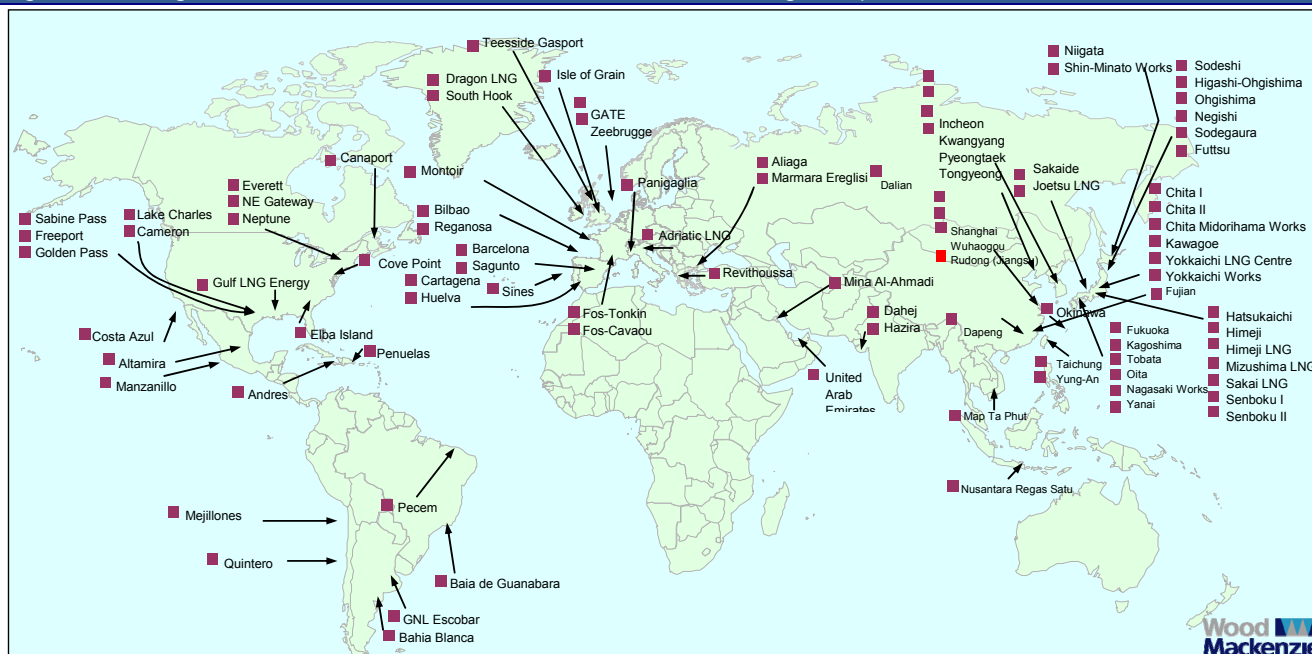 Teesside Gasport
Dragon LNG
South Hook
Isle of Grain
GATE
Zeebrugge
Niigata
Shin-Minato Works
Sodeshi
Higashi-Ohgishima
Ohgishima
Negishi
Sodegaura
Futtsu
Incheon
Kwangyang
Pyeongtaek
Tongyeong
Sakaide
Joetsu LNG
Canaport
Montoir
Everett
NE Gateway
Neptune
Panigaglia
Aliaga
Marmara Ereglisi
Dalian
Chita I
Chita II
Chita Midorihama Works
Kawagoe
Yokkaichi LNG Centre
Yokkaichi Works
Fujian
Sabine Pass
Freeport
Golden Pass
Lake Charles
Cameron
Bilbao
Reganosa
Adriatic LNG
Shanghai
Wuhaogou
Rudong (Jiangsu)
Barcelona
Sagunto
Cove Point
Cartagena
Huelva
Sines
Revithoussa
Mina Al-Ahmadi
Gulf LNG Energy
Fos-Tonkin
Fos-Cavaou
Dahej
Hazira
Dapeng
Okinawa
Hatsukaichi
Himeji
Himeji LNG
Mizushima LNG
Sakai LNG
Senboku I
Senboku II
Costa Azul
Elba Island
Altamira
Penuelas
Manzanillo
Andres
United
Arab
Emirates
Fukuoka
Kagoshima
Tobata
Oita
Nagasaki Works
Yanai
Taichung
Yung-An
Map Ta Phut
Nusantara Regas Satu
Pecem
Mejillones
Quintero
Baia de Guanabara
GNL Escobar
Bahia Blanca
Wood
Mackenzie